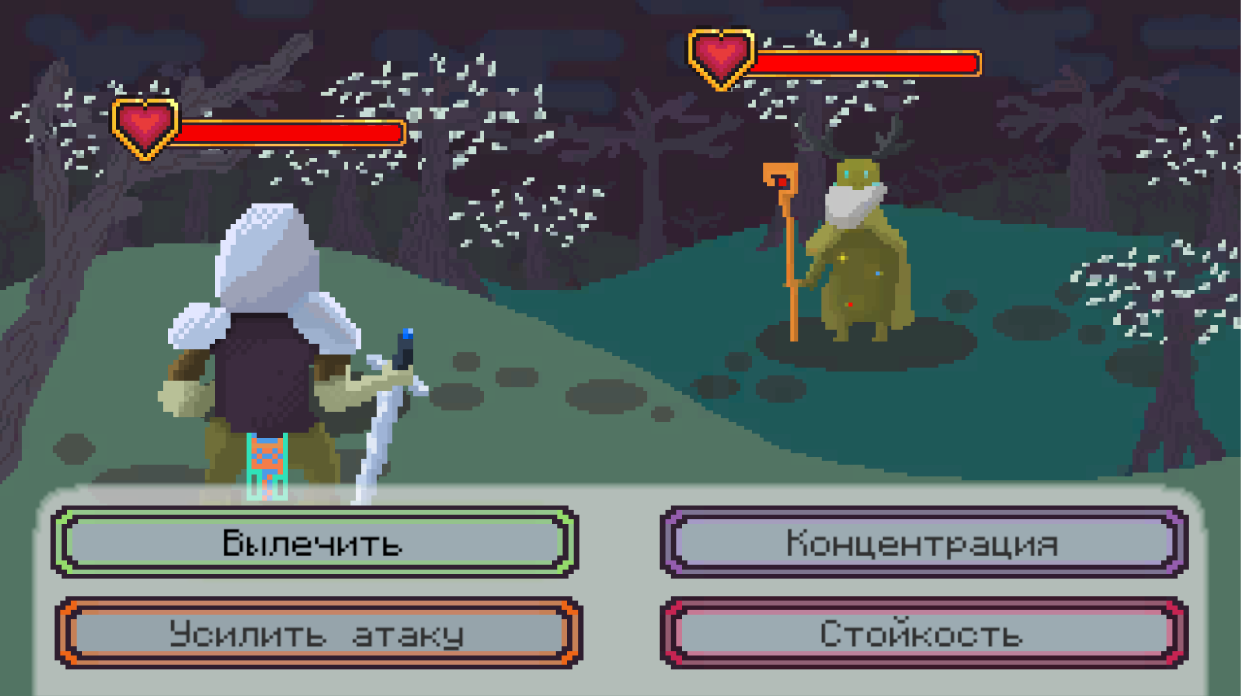 Вылечить
Концентрация
Усилить атаку
Стойкость